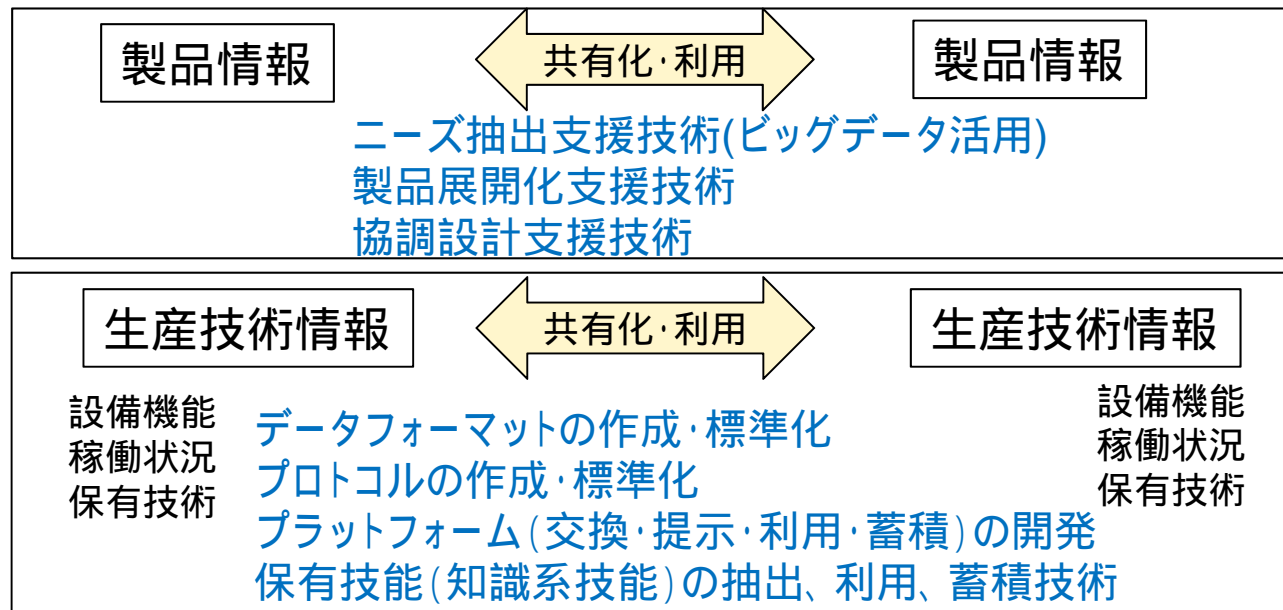 製品情報
共有化・利用
製品情報
ニーズ抽出支援技術(ビッグデータ活用)
製品展開化支援技術
協調設計支援技術
生産技術情報
共有化・利用
生産技術情報
設備機能
稼働状況
保有技術
データフォーマットの作成・標準化
プロトコルの作成・標準化
プラットフォーム(交換・提示・利用・蓄積)の開発
保有技能(知識系技能)の抽出、利用、蓄積技術
設備機能
稼働状況
保有技術